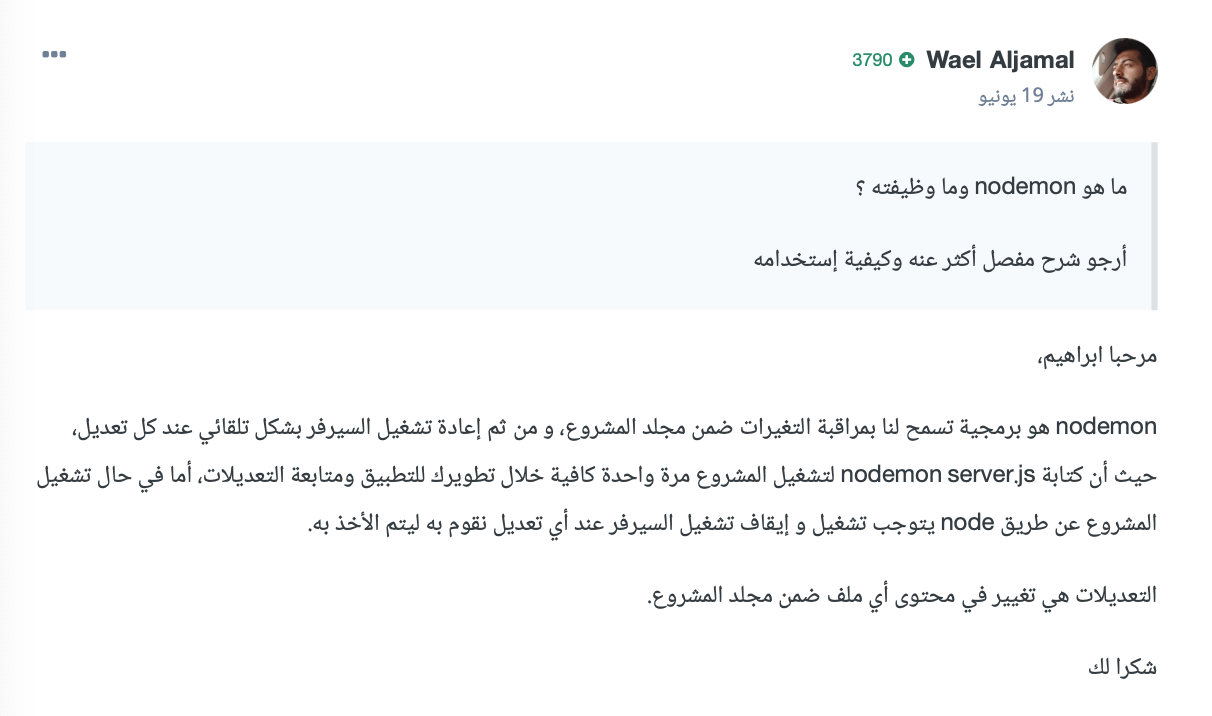 Wael Aljamal 3790
نشر 19 يونيو
ما هو nodemon وما وظيفته ؟
أرجو شرح مفصل أكثر عنه وكيفية إستخدامه
مرحبا ابراهيم،
nodemon هو برمجية تسمح لنا بمراقبة التغيرات ضمن مجلد المشروع، و من ثم إعادة تشغيل السيرفر بشكل تلقائي عند كل تعديل،
حيث أن كتابة nodemon server.js لتشغيل المشروع مرة واحدة كافية خلال تطويرك للتطبيق ومتابعة التعديلات، أما في حال تشغيل
المشروع عن طريق node يتوجب تشغيل و إيقاف تشغيل السيرفر عند أي تعديل نقوم به ليتم الأخذ به.
التعديلات هي تغيير في محتوى أي ملف ضمن مجلد المشروع.
شكرا لك